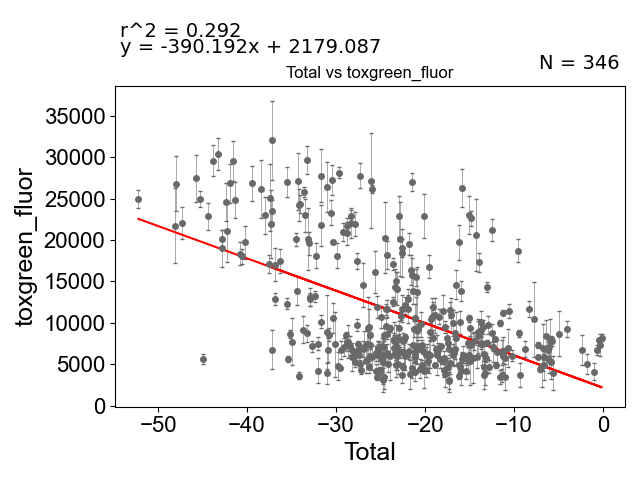 r^2 = 0.292
y = -390.192x + 2179.087
N = 346
Total vs toxgreen_fluor
35000
30000
25000
20000
15000
10000
5000
0
toxgreen_fluor
−50
−40
−30
−20
−10
0
Total